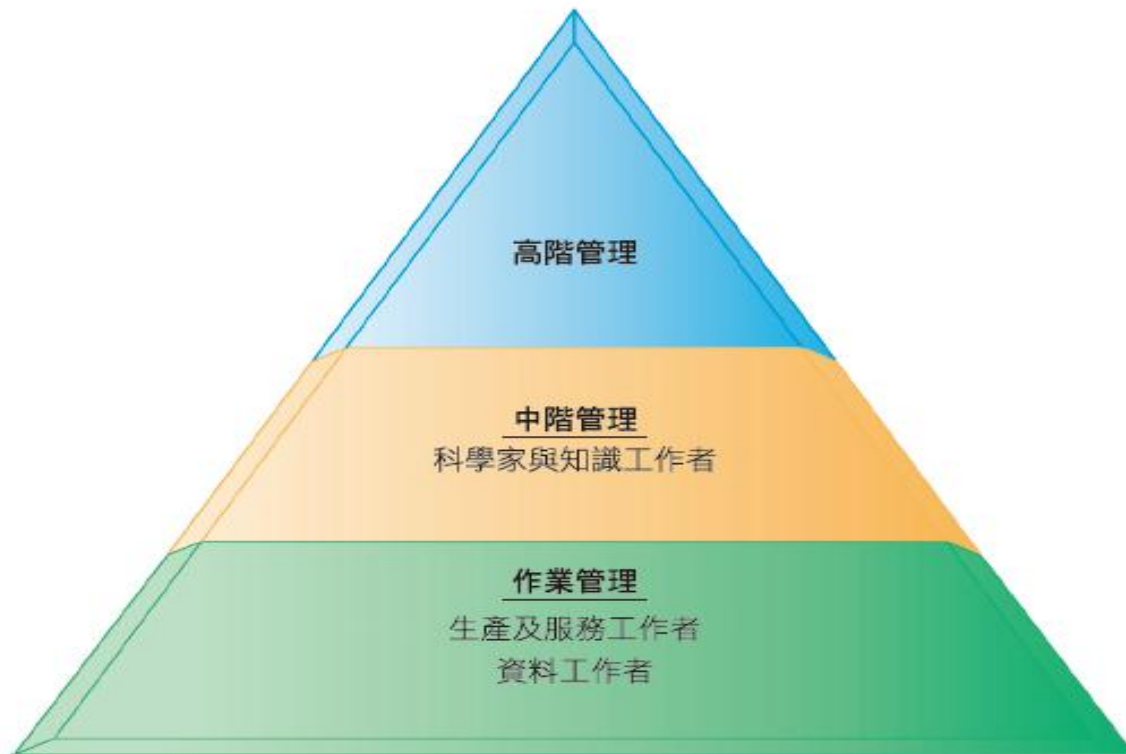 高階管理
中階管理
科學家與知識工作者
作業管理
生產及服務工作者
資料工作者